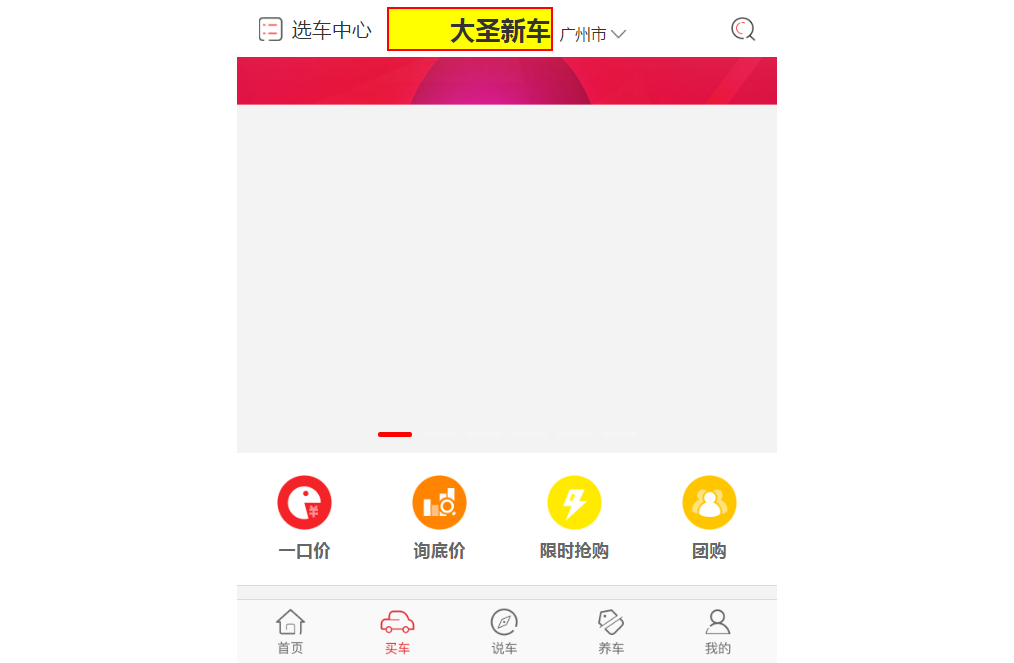 选车中心 大圣新车 广州市
一口价 询底价 限时抢购 团购
首页 买车 说车 养车 我的